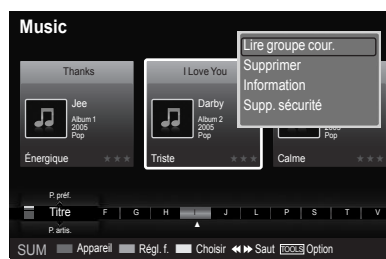 Music
Lire groupe cour.
Supprimer
Information
Supp. sécurité
Thanks
I Love You
Jee
Album 1
2005
Pop
Darby
Album 2
2005
Pop
2005
Pop
Énergique
Triste
Calme
P. préf.
Titre F G H I J L P S T V
P. artis.
SUM Appareil Régl. f. Choisir Saut TOOLS Option